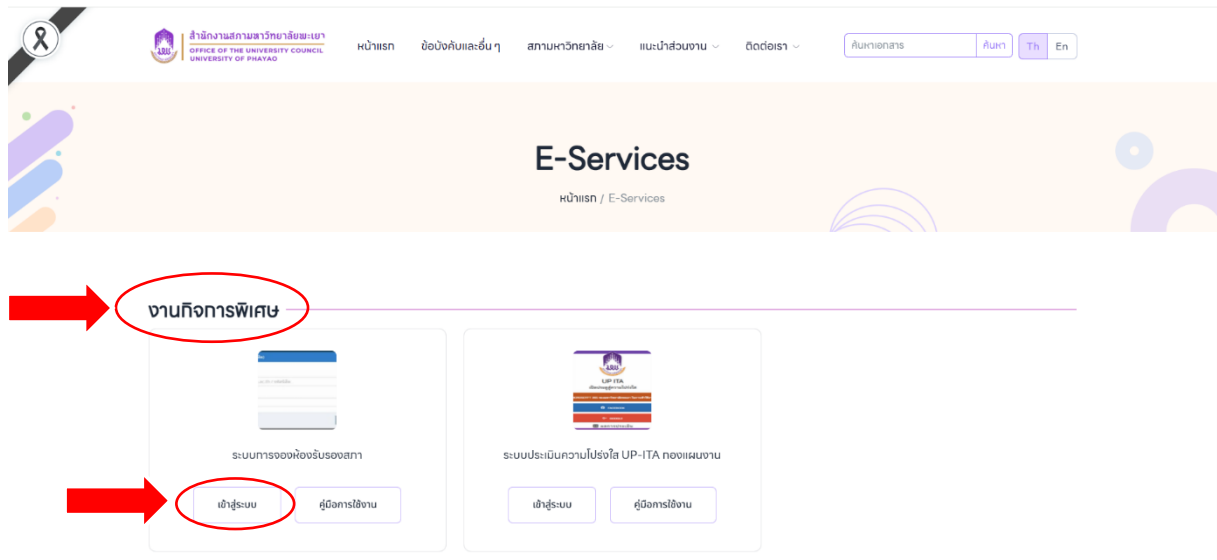 สำนักงานสภามหาวิทยาลัยพะเยา
OFFICE OF THE UNIVERSITY COUNCIL
UNIVERSITY OF PHAYAO
หน้าแรก ข้อบังคับและอื่น ๆ สภามหาวิทยาลัย แนะนำส่วนงาน ติดต่อเรา
ค้นหาเอกสาร ค้นหา Th En
E-Services
หน้าแรก / E-Services
งานกิจการพิเศษ
UP ITA
ระบบการจองห้องรับรองสภา
ระบบประเมินความโปร่งใส UP-ITA กองแผนงาน
เข้าสู่ระบบ คู่มือการใช้งาน
เข้าสู่ระบบ คู่มือการใช้งาน